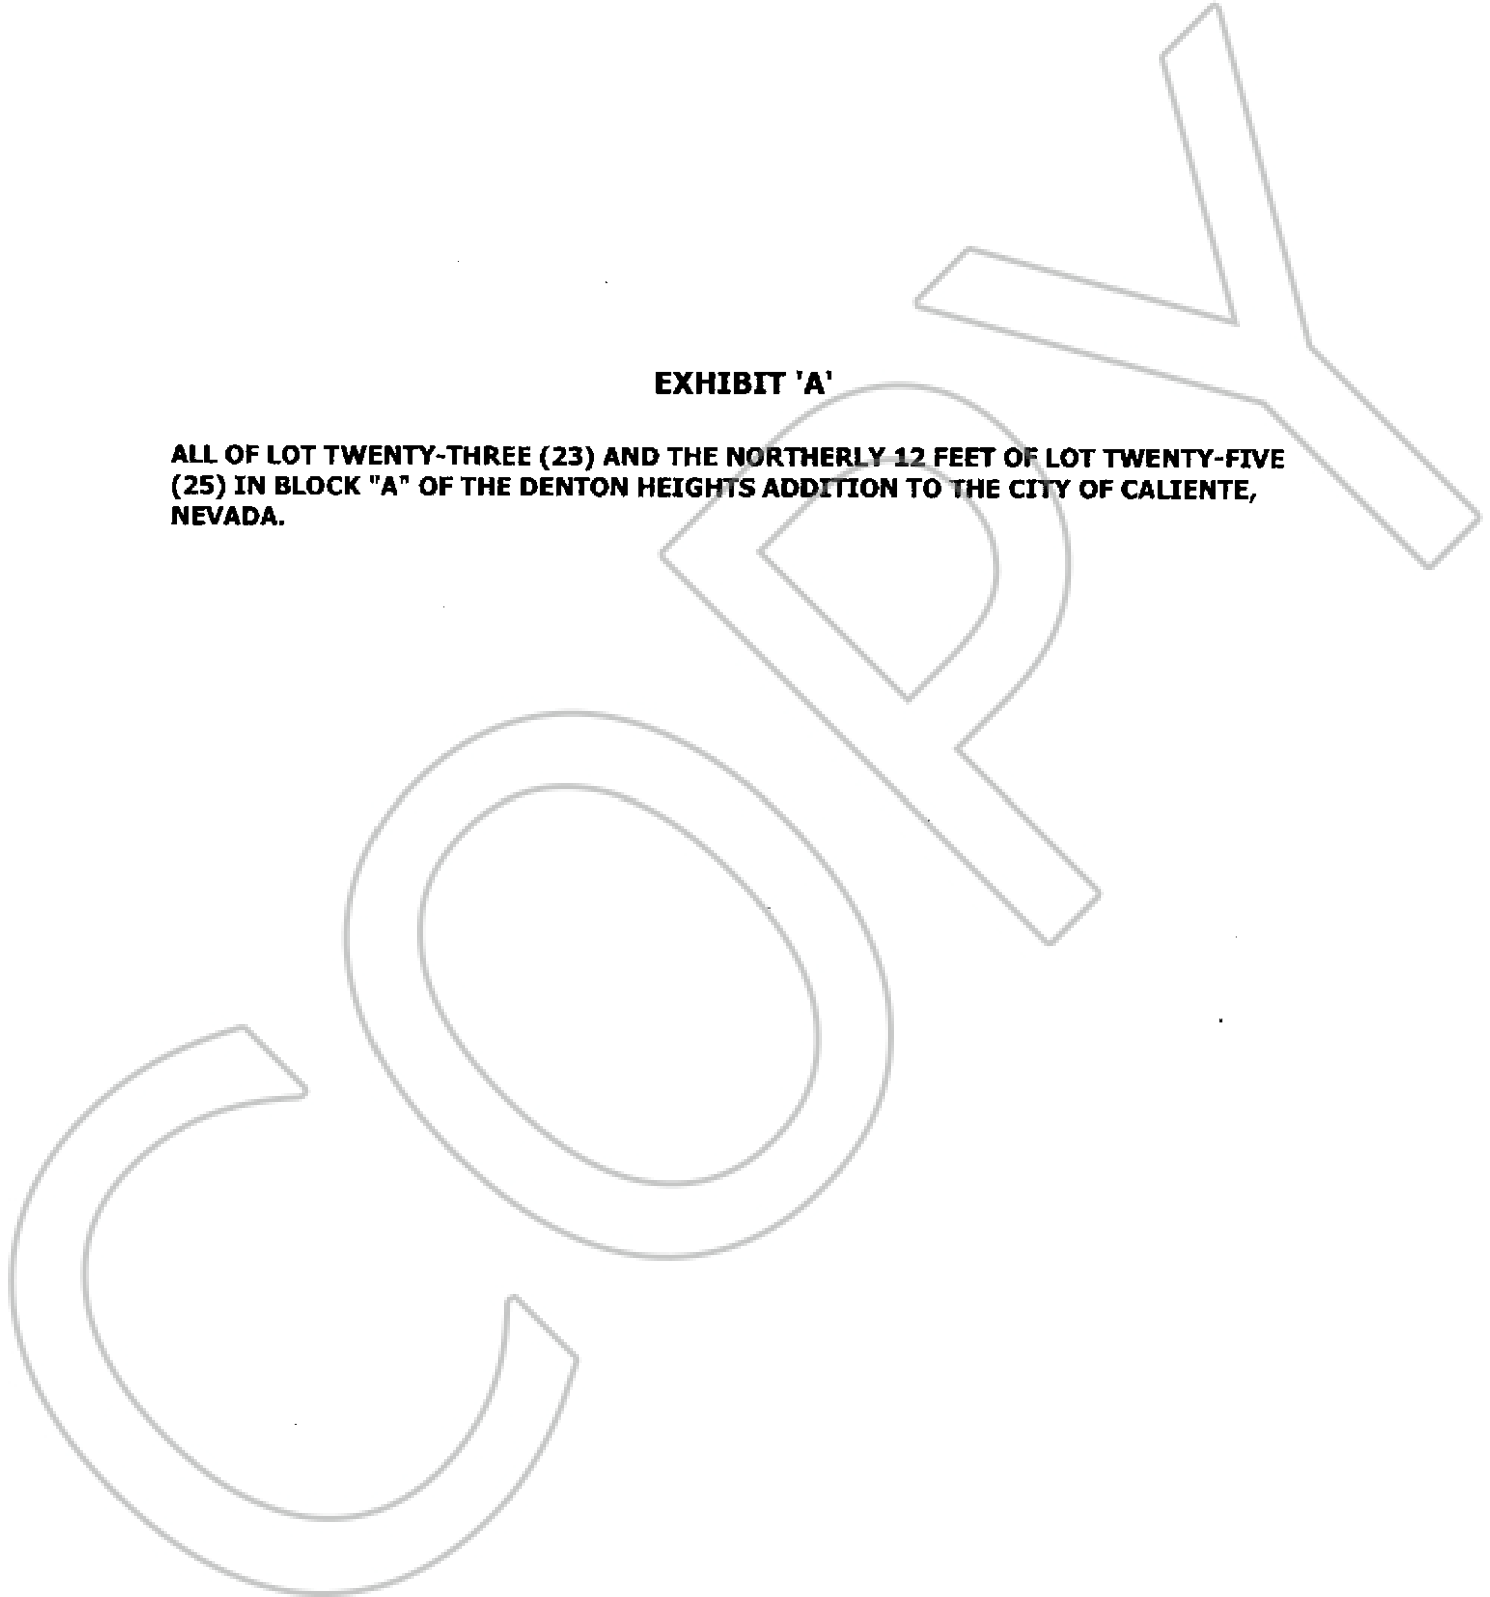 EXHIBIT 'A'
ALL OF LOT TWENTY-THREE (23) AND THE NORTHERLY 12 FEET OF LOT TWENTY-FIVE
(25) IN BLOCK "A" OF THE DENTON HEIGHTS ADDITION TO THE CITY OF CALIENTE,
NEVADA.
COPY